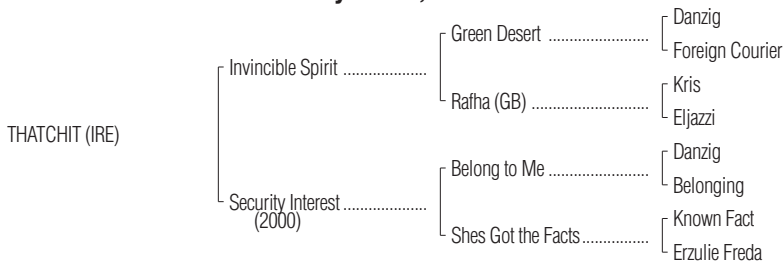 Danzig
Green Desert ........................
Foreign Courier
Invincible Spirit ....................
Kris
Rafha (GB) ............................
Eljazzi
THATCHIT (IRE)
Danzig
Belong to Me ........................
Belonging
Security Interest ....................
(2000)
Known Fact
Shes Got the Facts................
Erzulie Freda